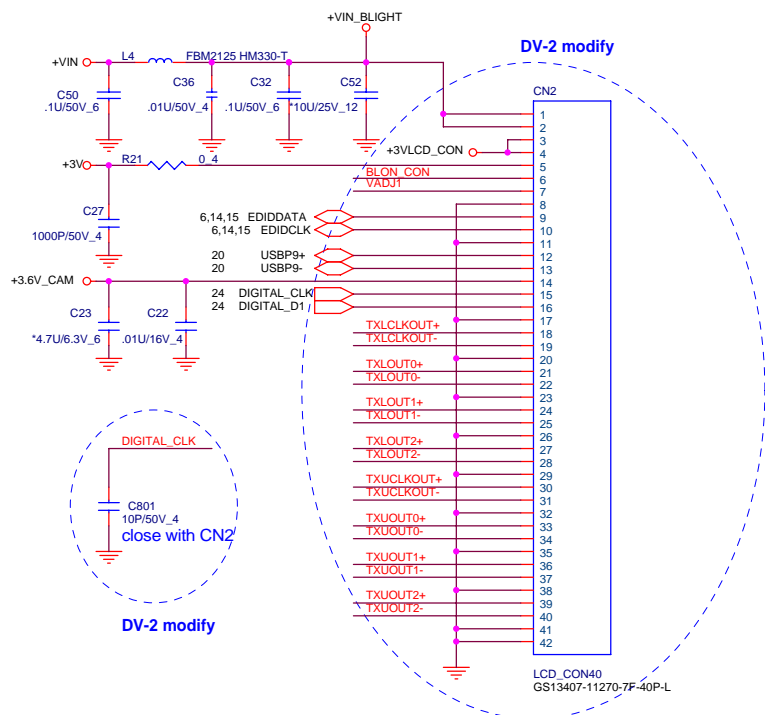 +VIN_BLIGHT
DV-2 modify
+VIN
L4
FBM2125 HM330-T
C50
.1U/50V_6
C36
.01U/50V_4
C32
.1U/50V_6
C52
*10U/25V_12
CN2
+3VLCD_CON
+3V
R21
0_4
BLON_CON
VADJ1
C27
1000P/50V_4
6,14,15 EDIDDATA
6,14,15 EDIDCLK
20 USBP9+
20 USBP9-
+3.6V_CAM
24 DIGITAL_CLK
24 DIGITAL_D1
C23
*4.7U/6.3V_6
C22
.01U/16V_4
TXLCLKOUT+
TXLCLKOUT-
TXLOUT0+
TXLOUT0-
TXLOUT1+
TXLOUT1-
TXLOUT2+
TXLOUT2-
TXUCLKOUT+
TXUCLKOUT-
TXUOUT0+
TXUOUT0-
TXUOUT1+
TXUOUT1-
TXUOUT2+
TXUOUT2-
1
2
3
4
5
6
7
8
9
10
11
12
13
14
15
16
17
18
19
20
21
22
23
24
25
26
27
28
29
30
31
32
33
34
35
36
37
38
39
40
41
42
DIGITAL_CLK
C801
10P/50V_4
close with CN2
DV-2 modify
LCD_CON40
GS13407-11270-7F-40P-L